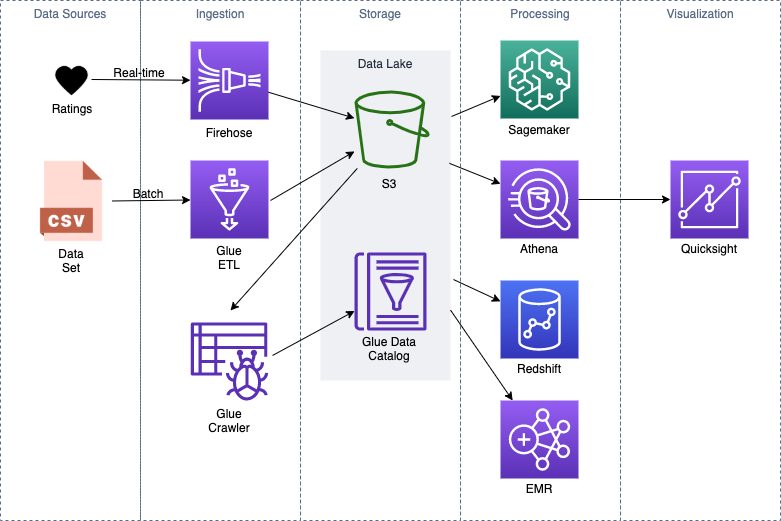 Data Sources
Ingestion
Storage
Processing
Visualization
Real-time
Ratings
Firehose
Data Lake
S3
Sagemaker
Batch
CSV
Data
Set
Glue
ETL
Athena
Quicksight
Glue Data
Catalog
Redshift
Glue
Crawler
EMR